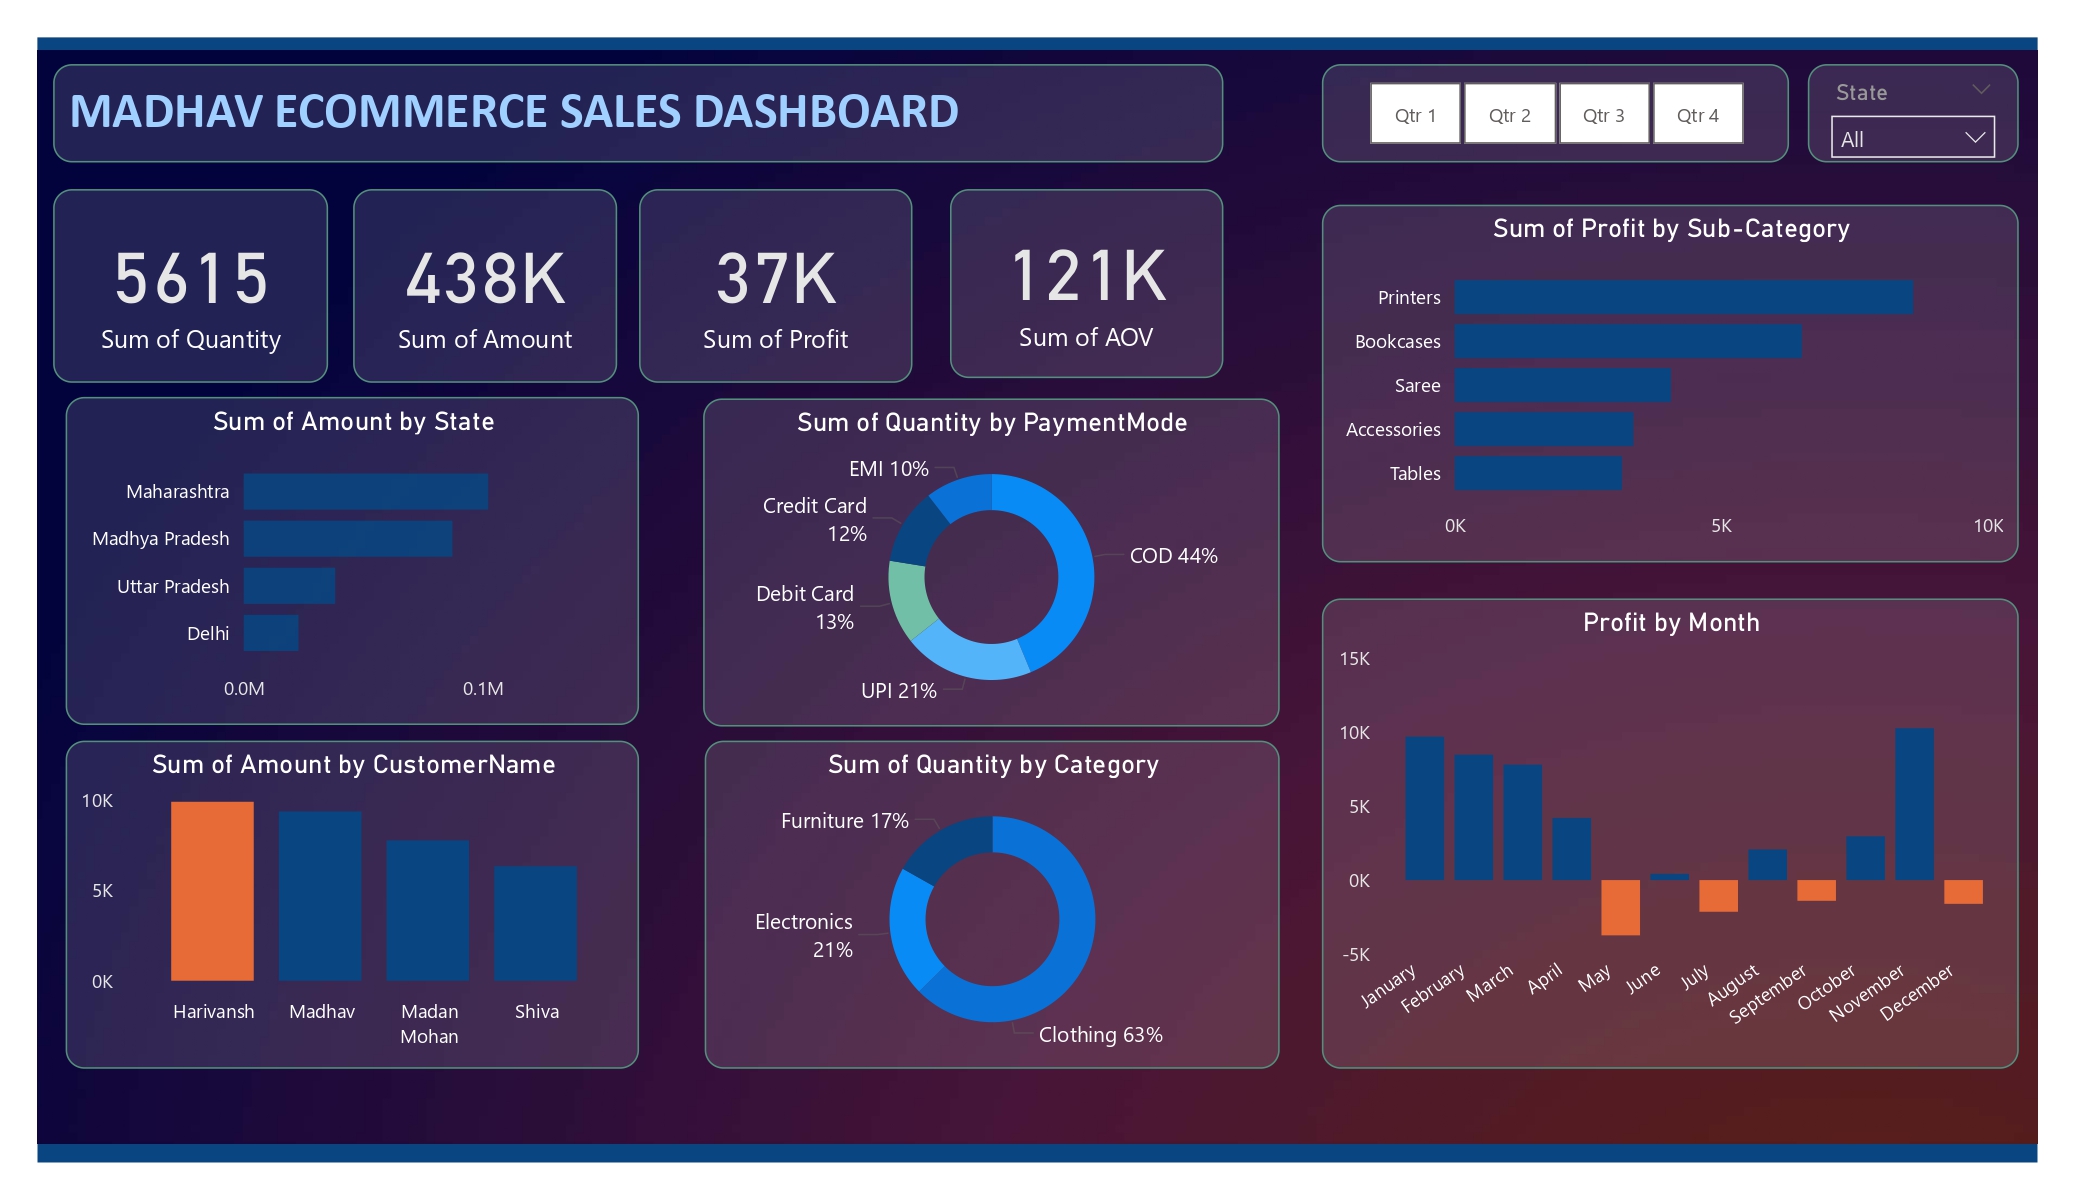 MADHAV ECOMMERCE SALES DASHBOARD
Qtr 1
Qtr 2
Qtr 3
Qtr 4
State
All
5615
Sum of Quantity
438K
Sum of Amount
37K
Sum of Profit
121K
Sum of AOV
Sum of Profit by Sub-Category
Printers
Bookcases
Saree
Accessories
Tables
0K
5K
10K
Sum of Amount by State
Maharashtra
Madhya Pradesh
Uttar Pradesh
Delhi
0.0M
0.1M
Sum of Quantity by PaymentMode
EMI 10%
Credit Card
12%
COD 44%
Debit Card
13%
UPI 21%
Profit by Month
15K
10K
5K
0K
-5K
January
February
March
April
May
June
July
August
September
October
November
December
Sum of Amount by CustomerName
10K
5K
0K
Harivansh
Madhav
Madan
Mohan
Shiva
Sum of Quantity by Category
Furniture 17%
Electronics
21%
Clothing 63%